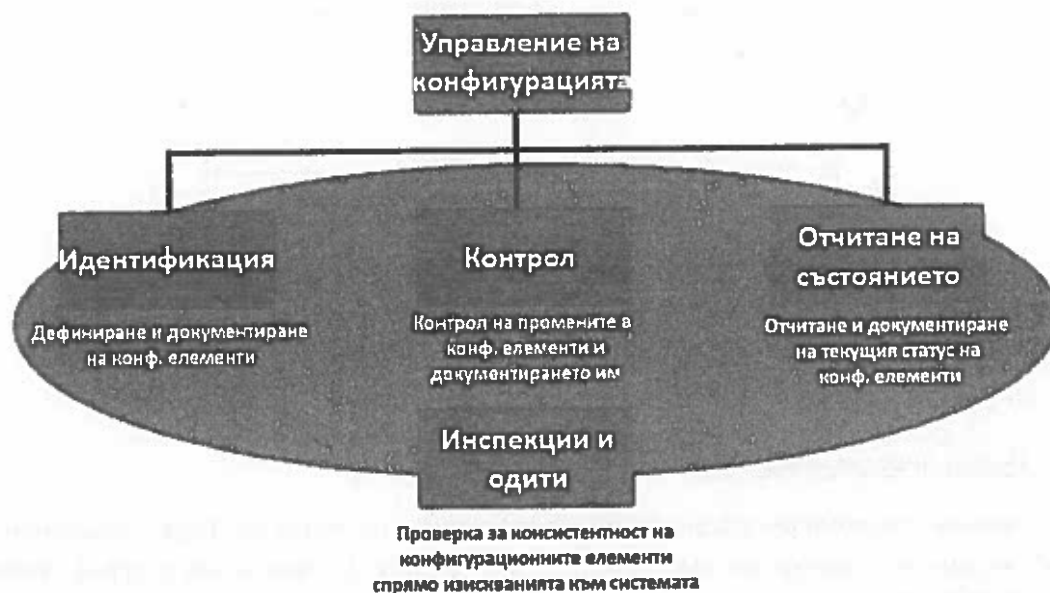 Управление на
конфигурацията
Идентификация
Дефиниране и документиране
на конф. елементи
Контрол
Контрол на промените в
конф. елементи и
документирането им
Отчитане на
състоянието
Отчитане и документиране
на текущия статус на
конф. елементи
Инспекции и
одити
Проверка за консистентност на
конфигурационните елементи
спрямо изискванията към системата